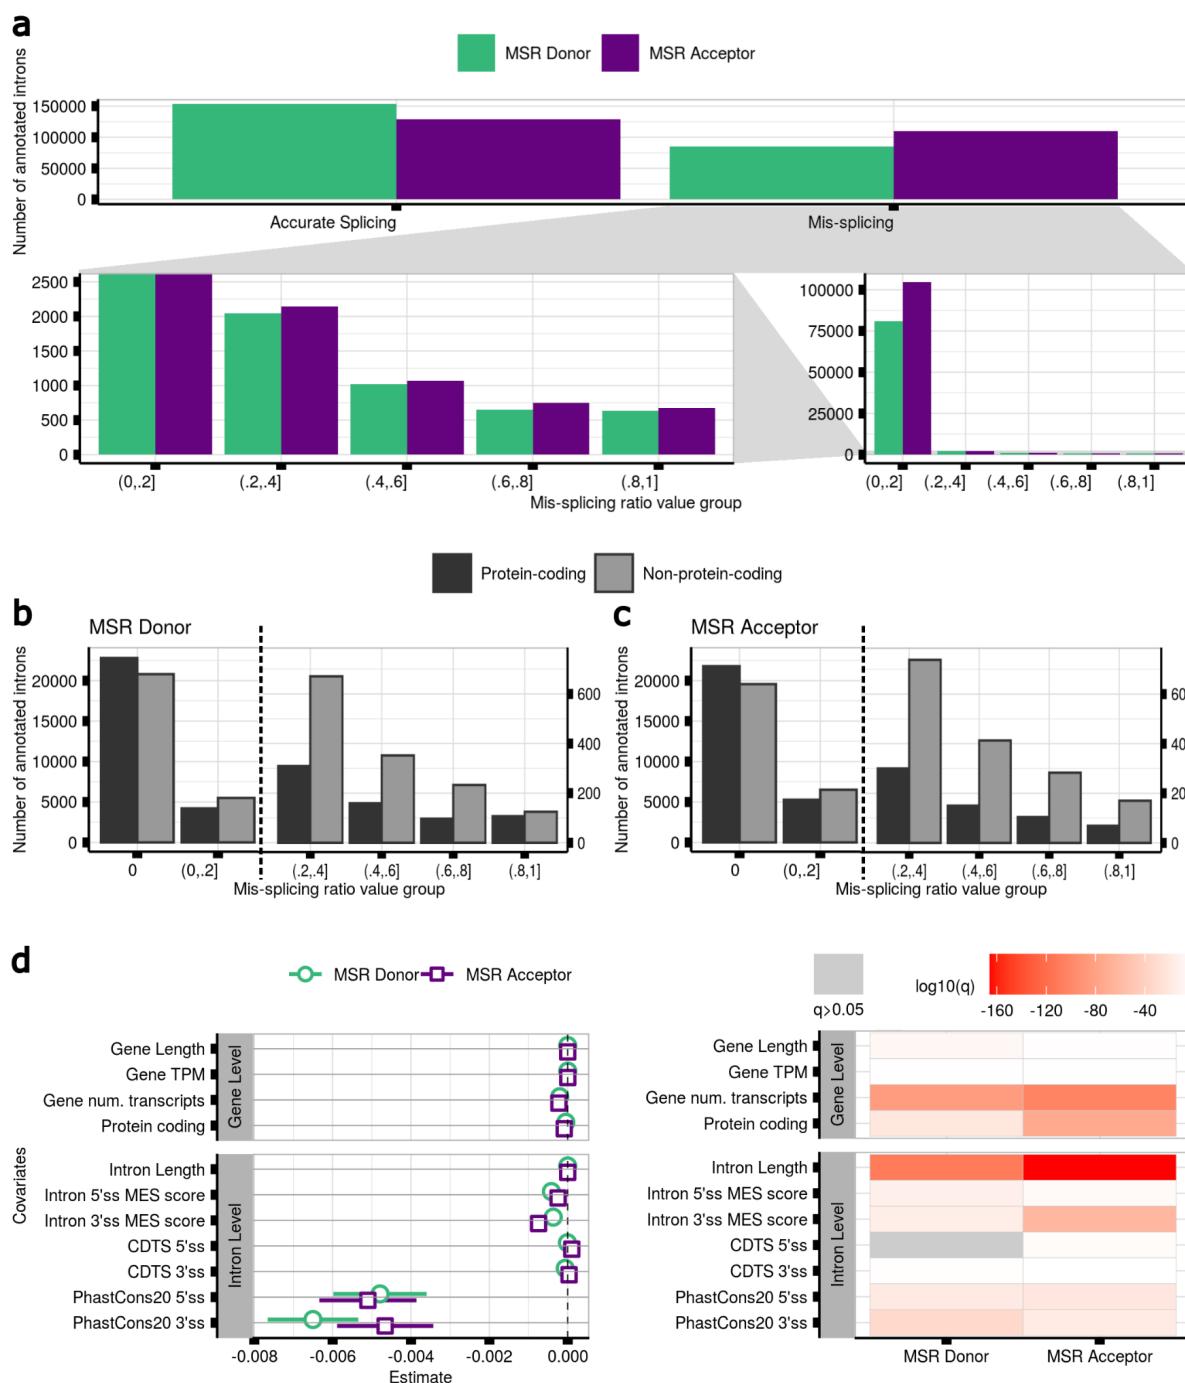 a
MSR Donor MSR Acceptor
Number of annotated introns
150000
100000
50000
0
Accurate Splicing Mis-splicing
2500
2000
1500
1000
500
0
(0,.2] (.2,.4] (.4,.6] (.6,.8] (.8,1]
100000
75000
50000
25000
0
(0,.2] (.2,.4] (.4,.6] (.6,.8] (.8,1]
Mis-splicing ratio value group
Protein-coding Non-protein-coding
b
MSR Donor
Number of annotated introns
20000
15000
10000
5000
0
600
400
200
0
0 (0,.2] (.2,.4] (.4,.6] (.6,.8] (.8,1]
Mis-splicing ratio value group
c
MSR Acceptor
Number of annotated introns
20000
15000
10000
5000
0
0
0 (0,.2] (.2,.4] (.4,.6] (.6,.8] (.8,1]
Mis-splicing ratio value group
d
MSR Donor MSR Acceptor
Covariates
Gene Level
Gene Length
Gene TPM
Gene num. transcripts
Protein coding
Intron Level
Intron Length
Intron 5'ss MES score
Intron 3'ss MES score
CDTS 5'ss
CDTS 3'ss
PhastCons20 5'ss
PhastCons20 3'ss
-0.008 -0.006 -0.004 -0.002 0.000
Estimate
q>0.05
log10(q)
-160 -120 -80 -40
Gene Level
Gene Length
Gene TPM
Gene num. transcripts
Protein coding
Intron Level
Intron Length
Intron 5'ss MES score
Intron 3'ss MES score
CDTS 5'ss
CDTS 3'ss
PhastCons20 5'ss
PhastCons20 3'ss
MSR Donor MSR Acceptor